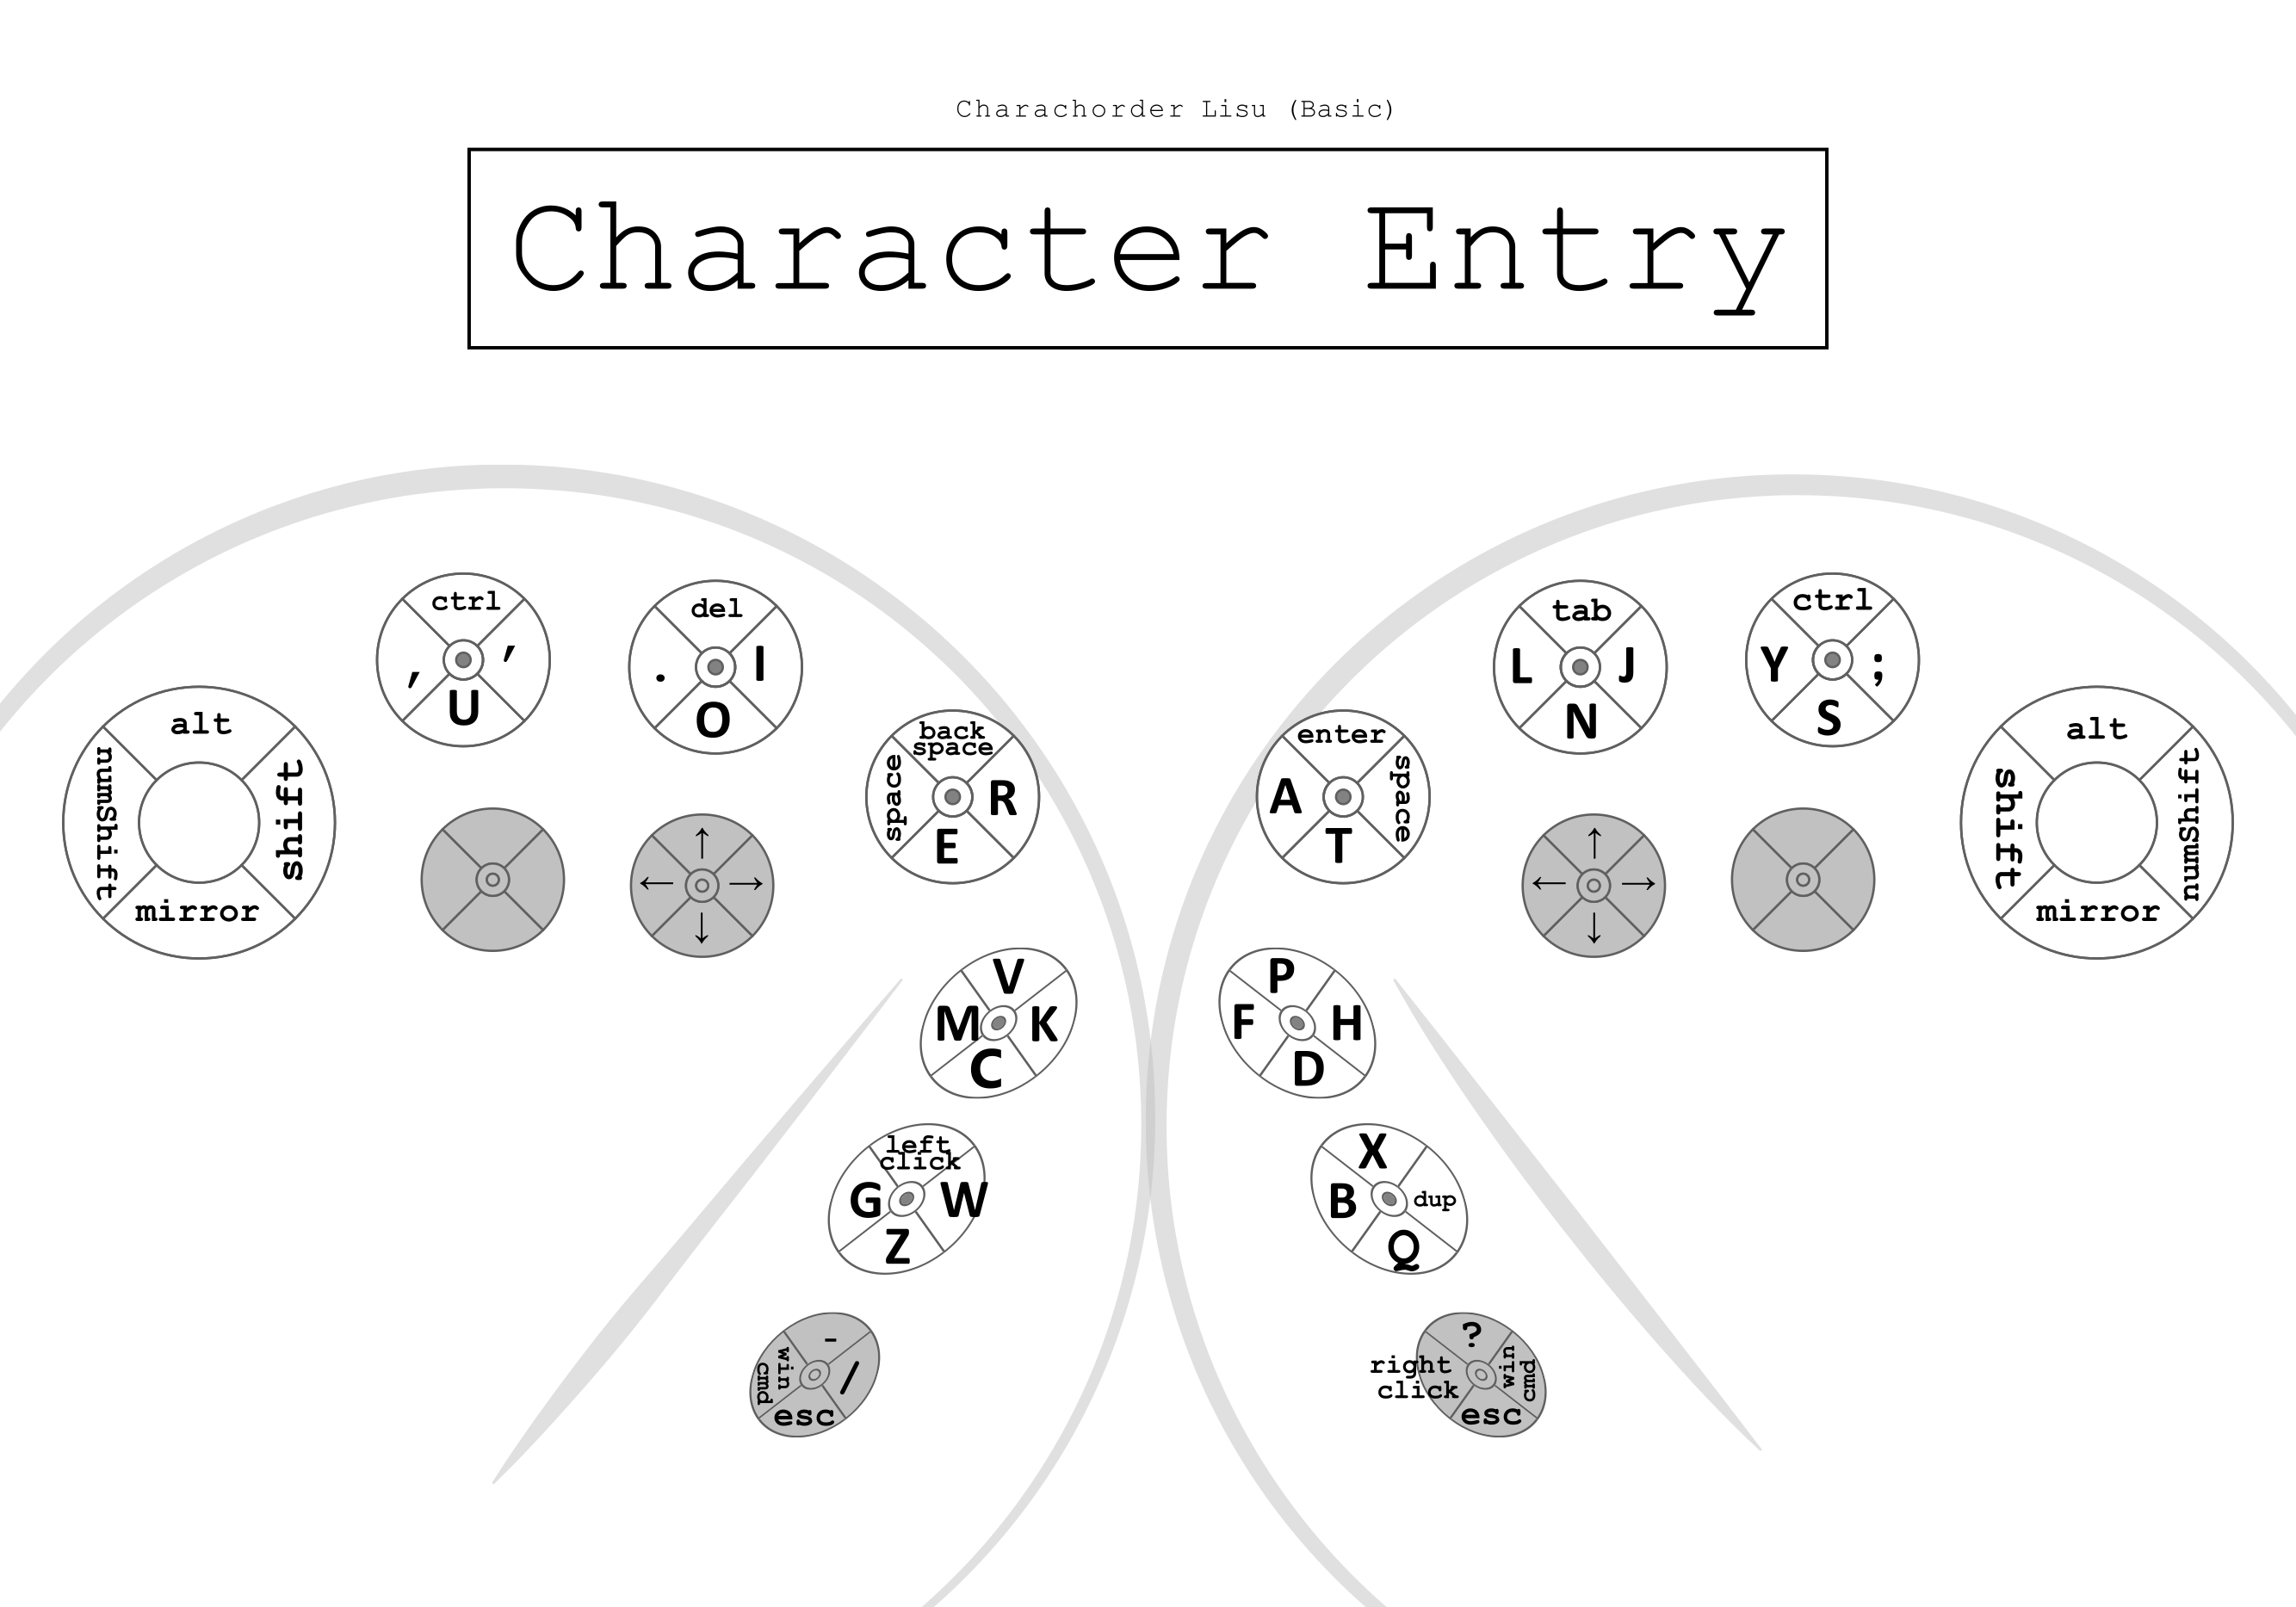 Charachorder Lisu (Basic)
Character Entry
ctrl
, '
U
del
. I
O
tab
L J
N
ctrl
Y ;
S
alt
numShift shift
mirror
back
space
space R
E
enter
A space
T
alt
shift numShift
mirror
↑
← →
↓
↑
← →
↓
V
M K
C
P
F H
D
left
click
G W
Z
X
B dup
Q
-
win
cmd /
esc
?
right
click
win
cmd
esc